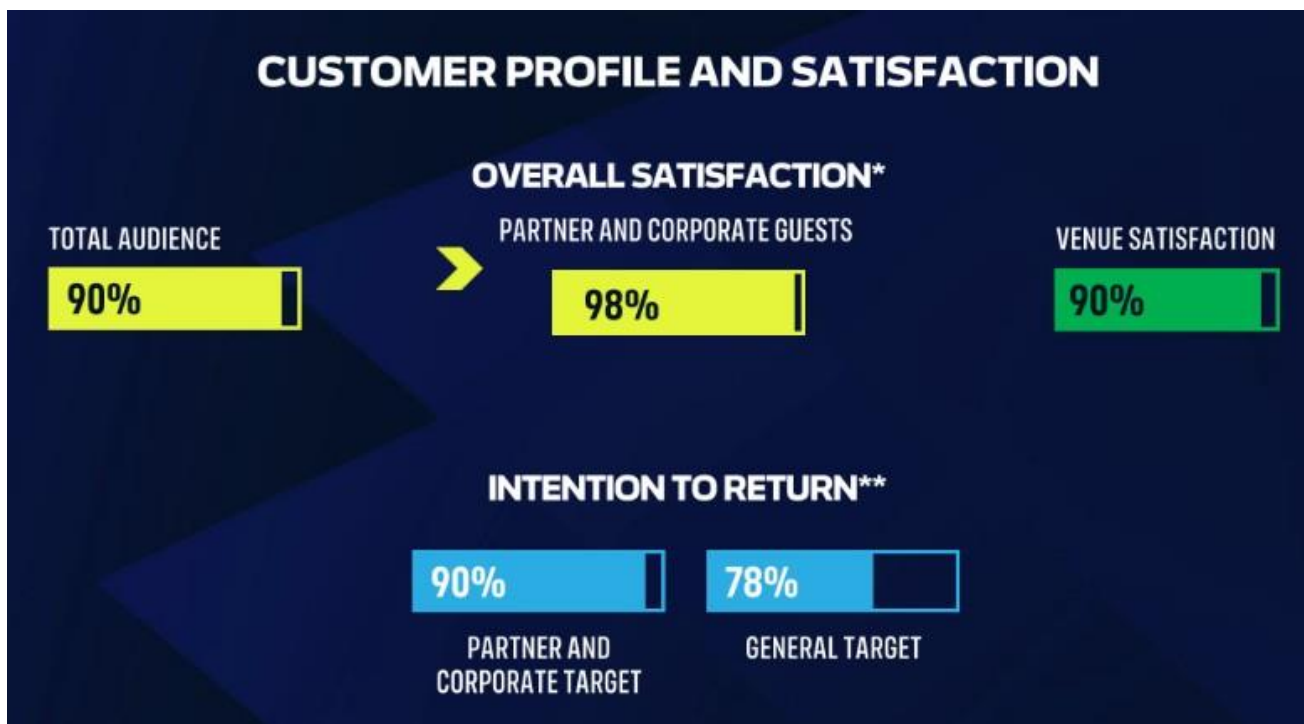 CUSTOMER PROFILE AND SATISFACTION
OVERALL SATISFACTION*
TOTAL AUDIENCE
90%
PARTNER AND CORPORATE GUESTS
98%
VENUE SATISFACTION
90%
INTENTION TO RETURN**
90%
PARTNER AND
CORPORATE TARGET
78%
GENERAL TARGET